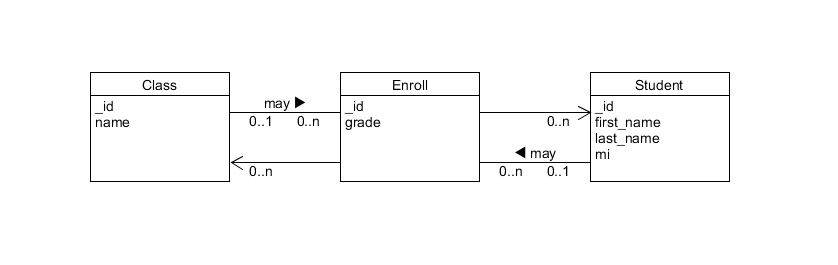 Class
_id
name
may ▶
0..1 0..n
0..n
Enroll
_id
grade
0..n
◀ may
0..n 0..1
Student
_id
first_name
last_name
mi